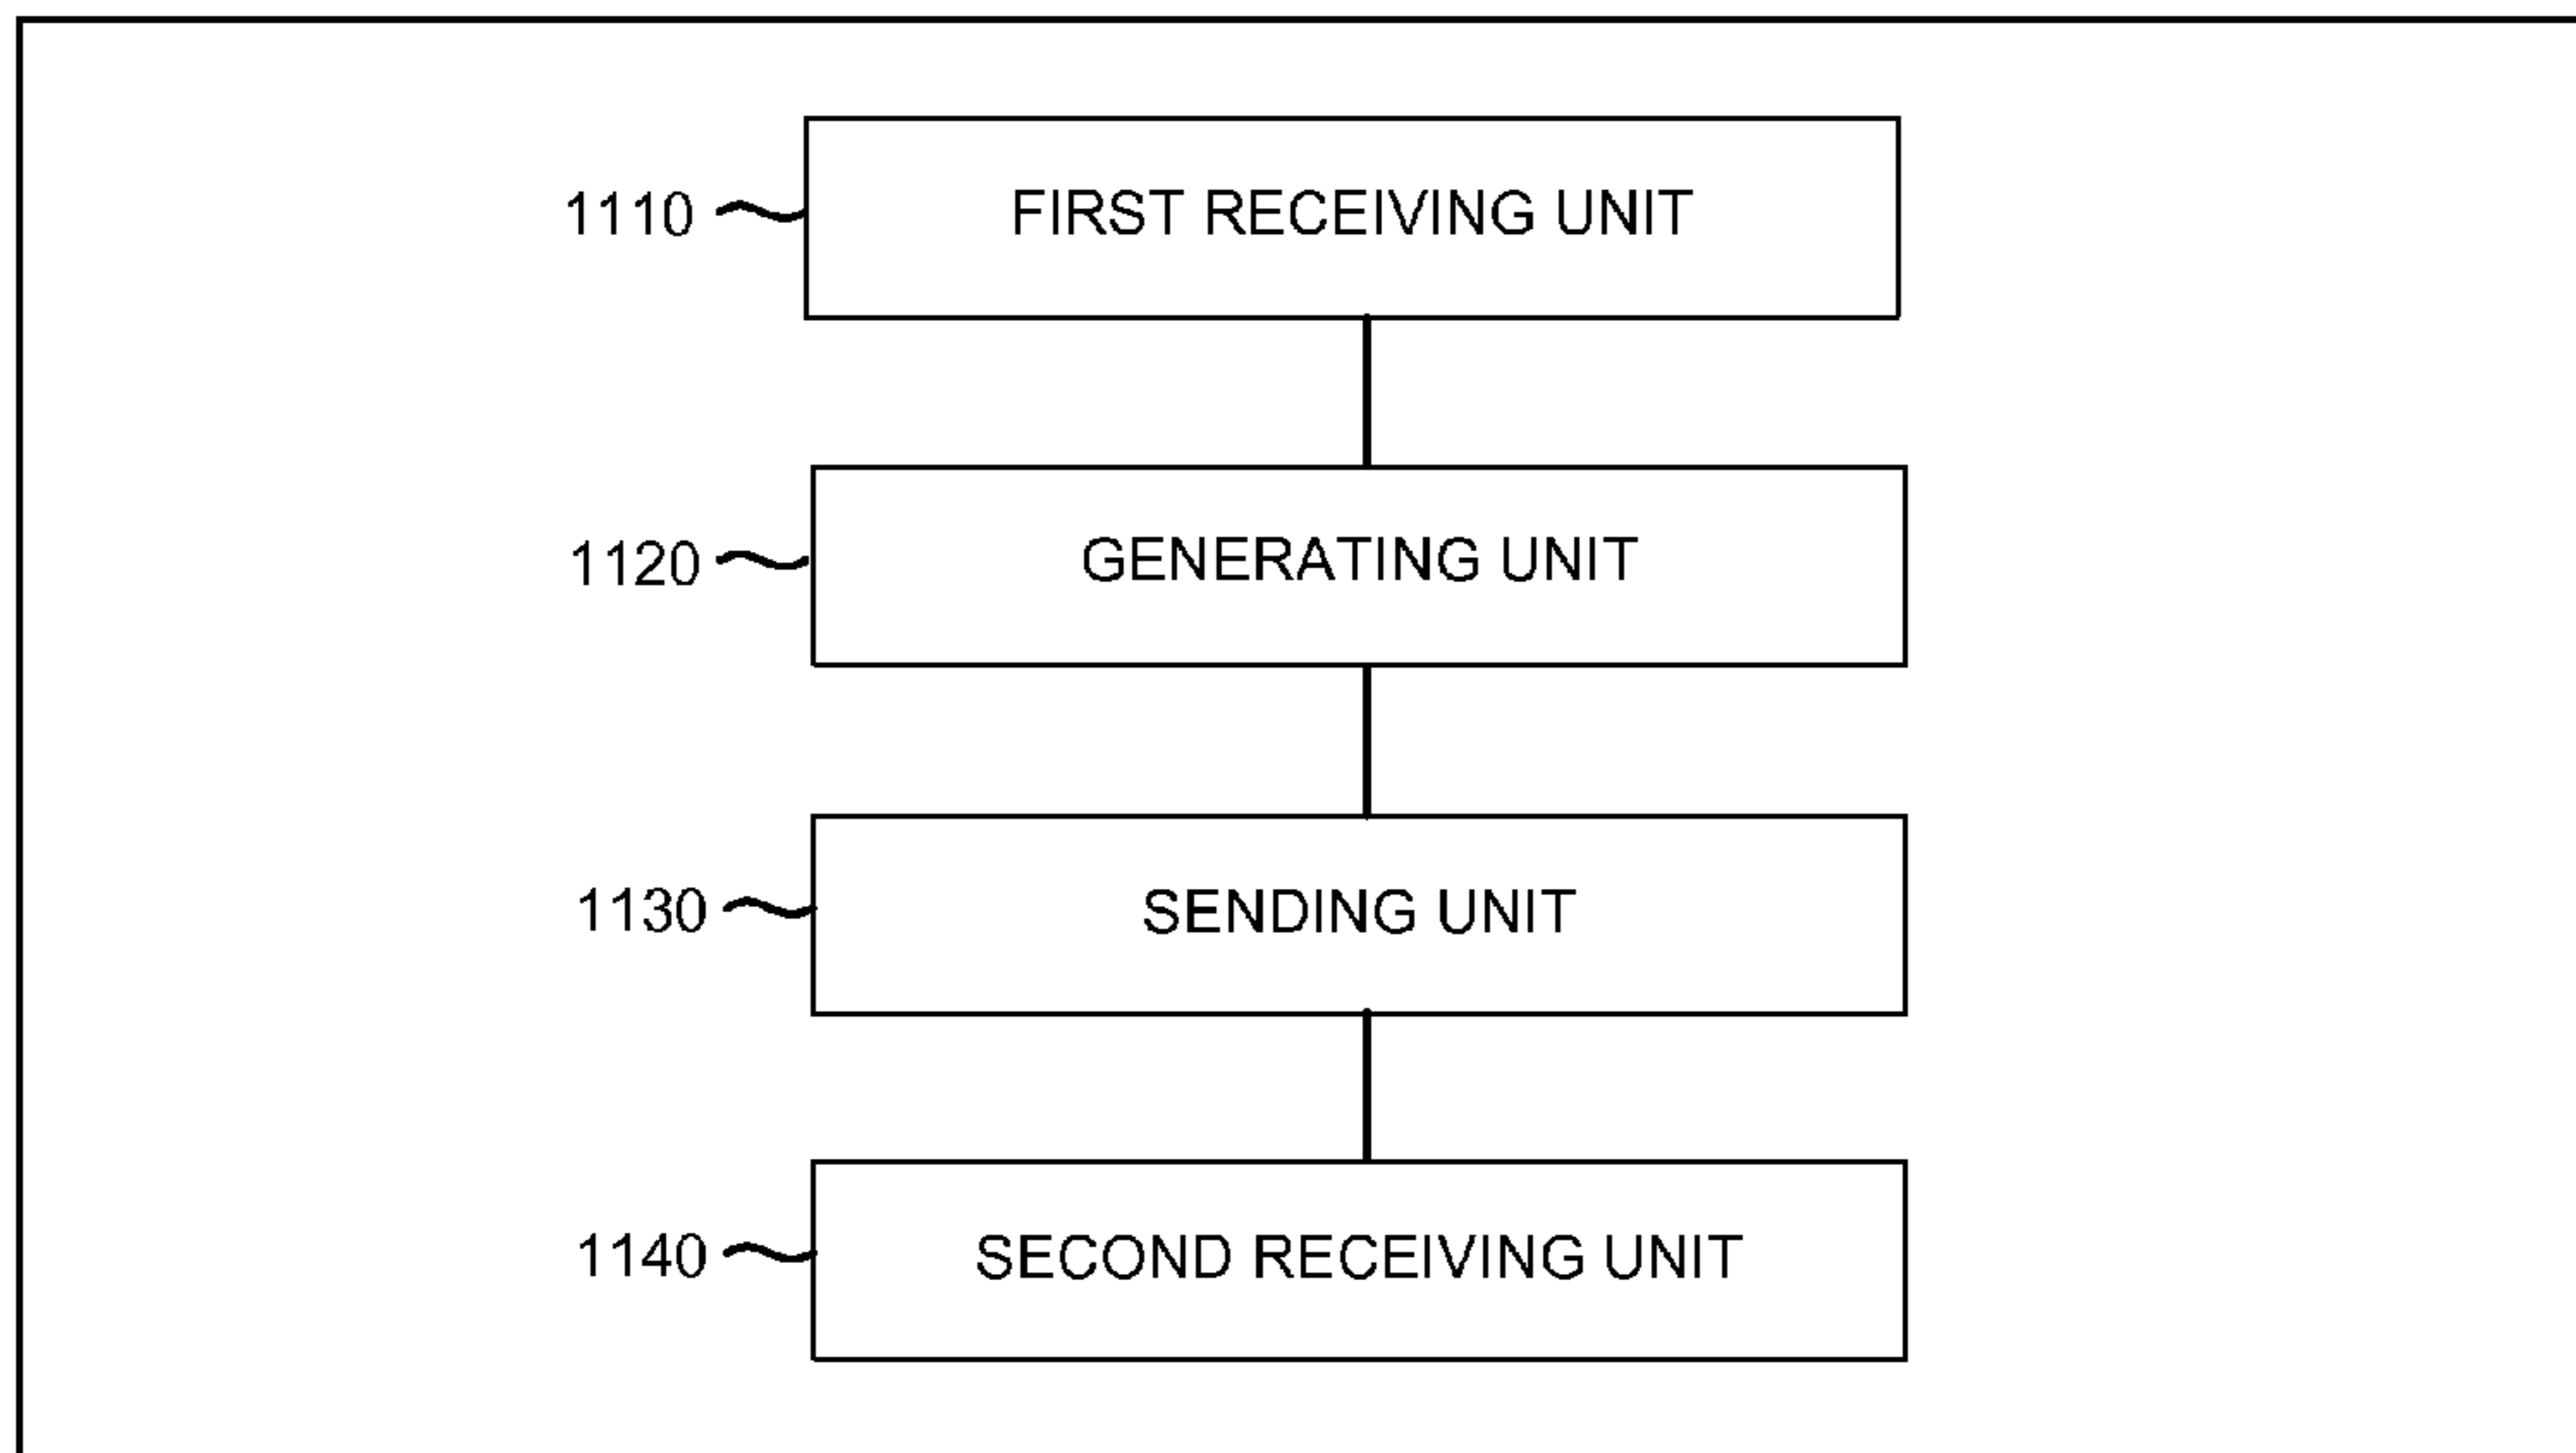 1110 FIRST RECEIVING UNIT
1120 GENERATING UNIT
1130 SENDING UNIT
1140 SECOND RECEIVING UNIT